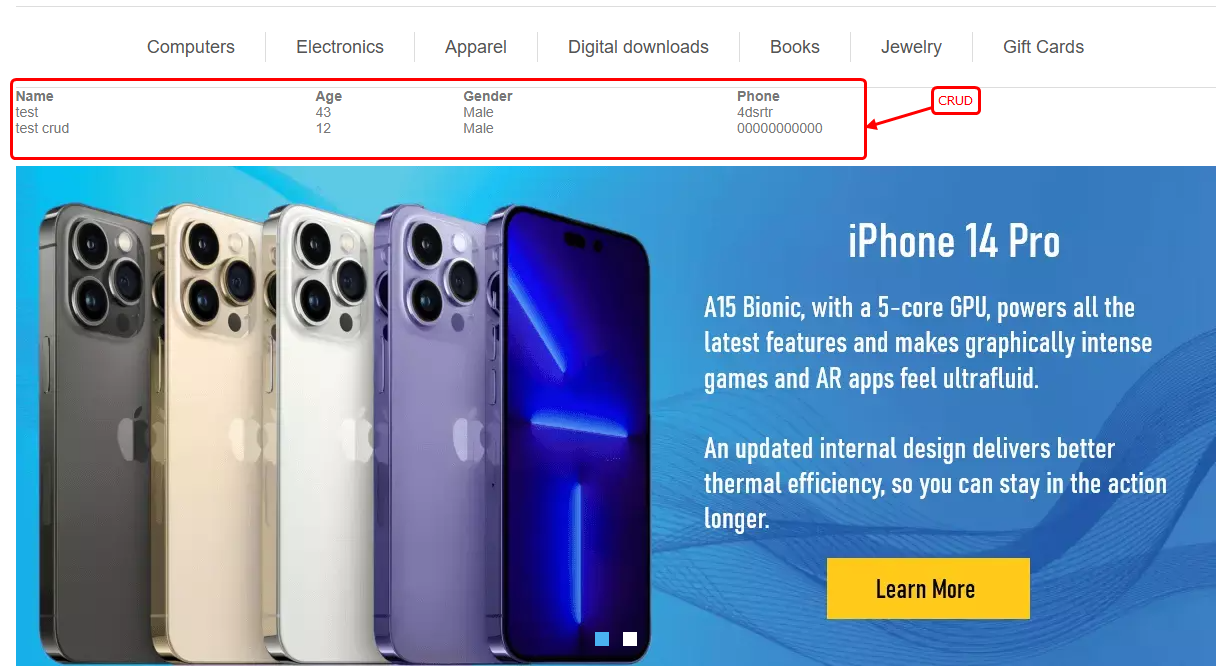 Computers Electronics Apparel Digital downloads Books Jewelry Gift Cards
Name Age Gender Phone
test 43 Male 4dsrtr
test crud 12 Male 00000000000
CRUD
iPhone 14 Pro
A15 Bionic, with a 5-core GPU, powers all the
latest features and makes graphically intense
games and AR apps feel ultrafluid.
An updated internal design delivers better
thermal efficiency, so you can stay in the action
longer.
Learn More